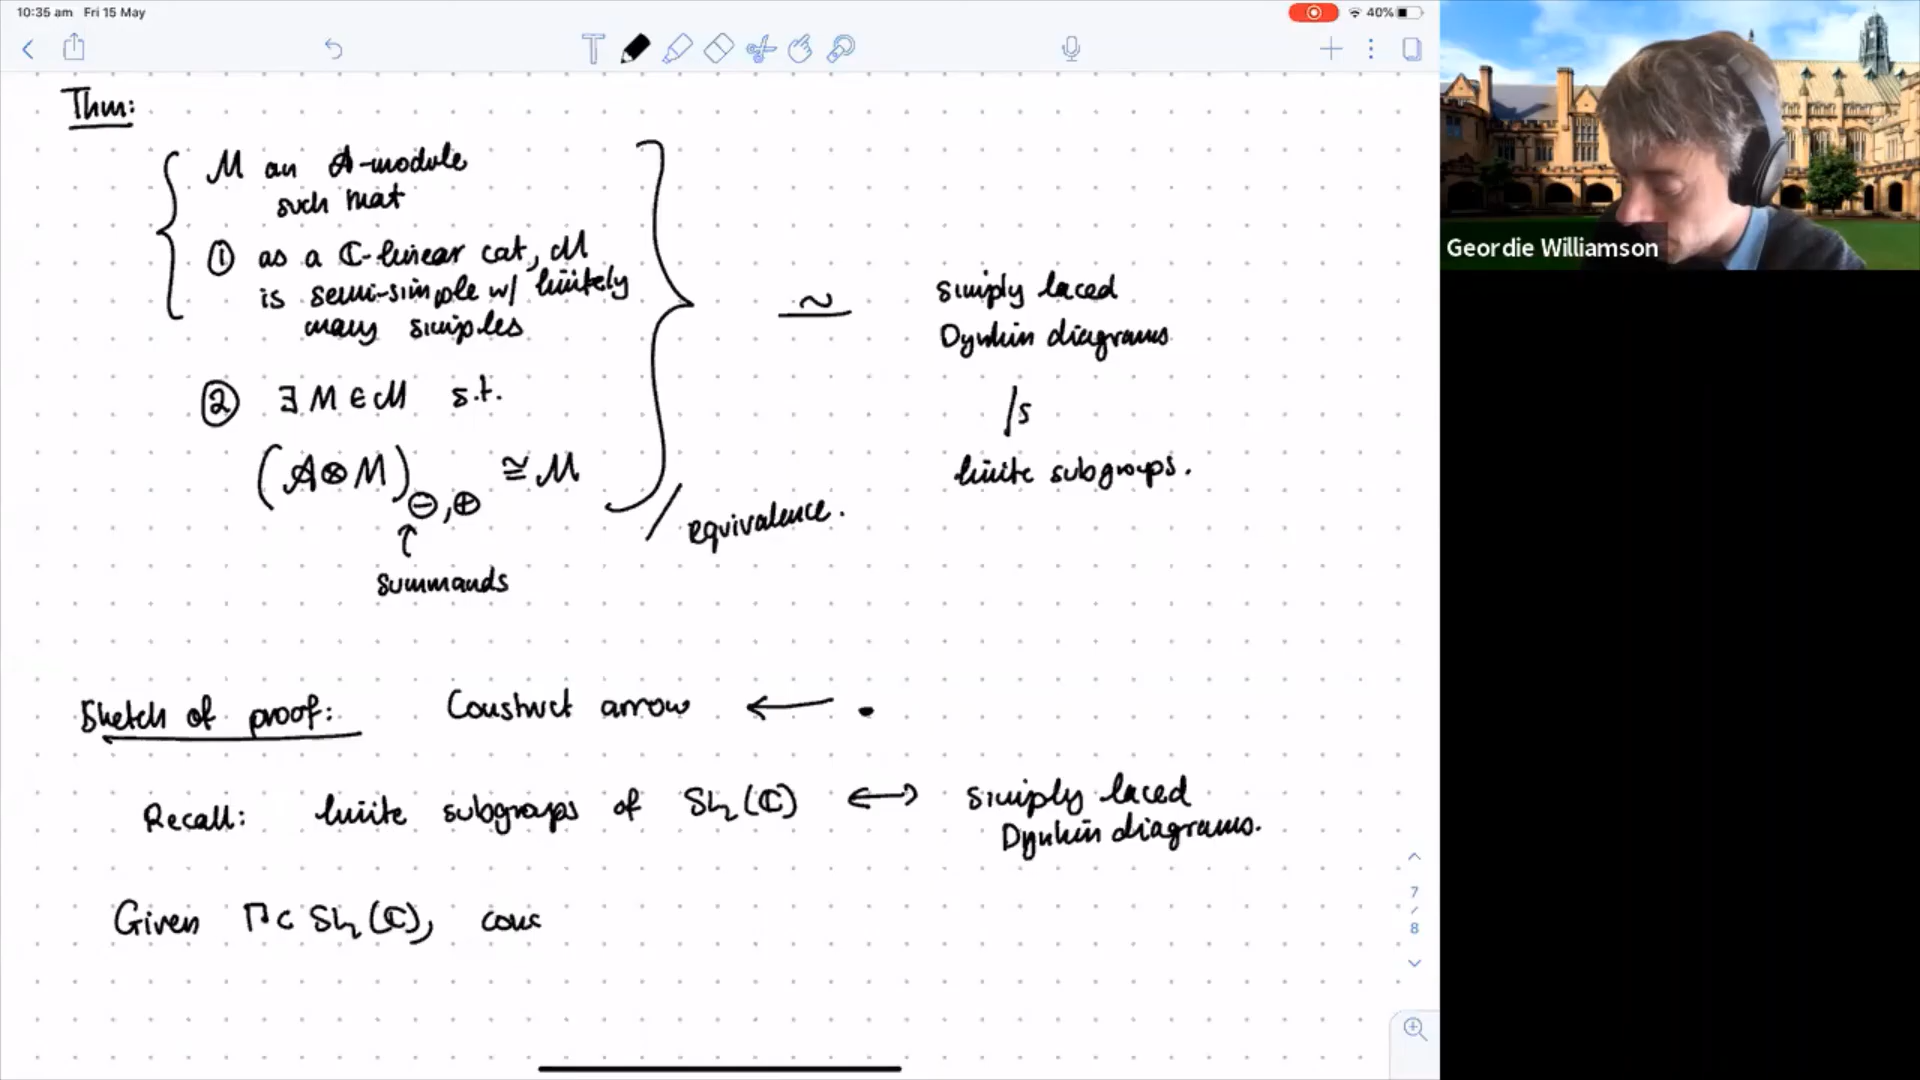 10:35 am Fri 15 May
40%
Thm:
M an A-module
such that
① as a ℂ-linear cat, M
is semi-simple w/ finitely
many simples
② ∃ M ∈ M s.t.
(A⊗M)⊖,⊕ ≅ M
↑
summands
/ equivalence.
∼
simply laced
Dynkin diagrams
/s
finite subgroups.
Sketch of proof: Construct arrow ← .
Recall: finite subgroups of SL₂(ℂ) ↔ simply laced
Dynkin diagrams.
Given Γ ⊂ SL₂(ℂ), cons
7
/
8
Geordie Williamson